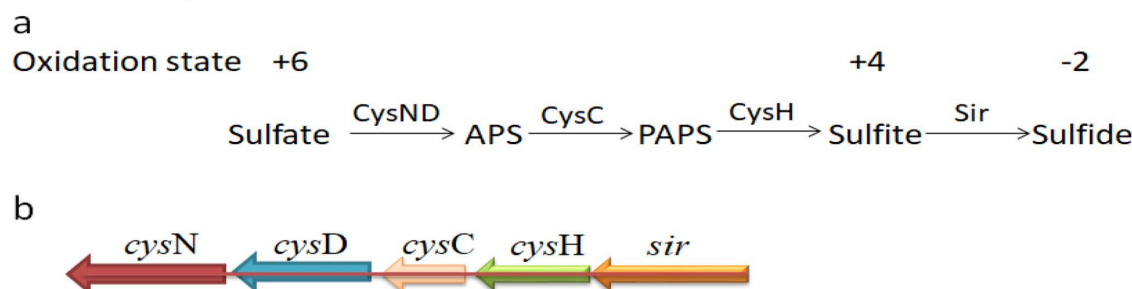 a
Oxidation state +6 +4 -2
CysND CysC CysH Sir
Sulfate APS PAPS Sulfite Sulfide
b
cysN cysD cysC cysH sir